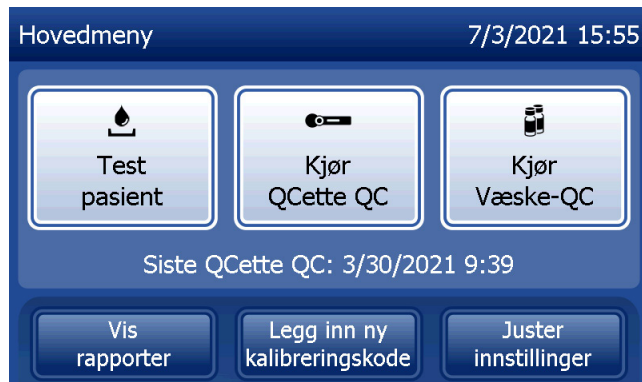 Hovedmeny 7/3/2021 15:55
Test
pasient
Kjør
QCette QC
Kjør
Væske-QC
Siste QCette QC: 3/30/2021 9:39
Vis
rapporter
Legg inn ny
kalibreringskode
Juster
innstillinger